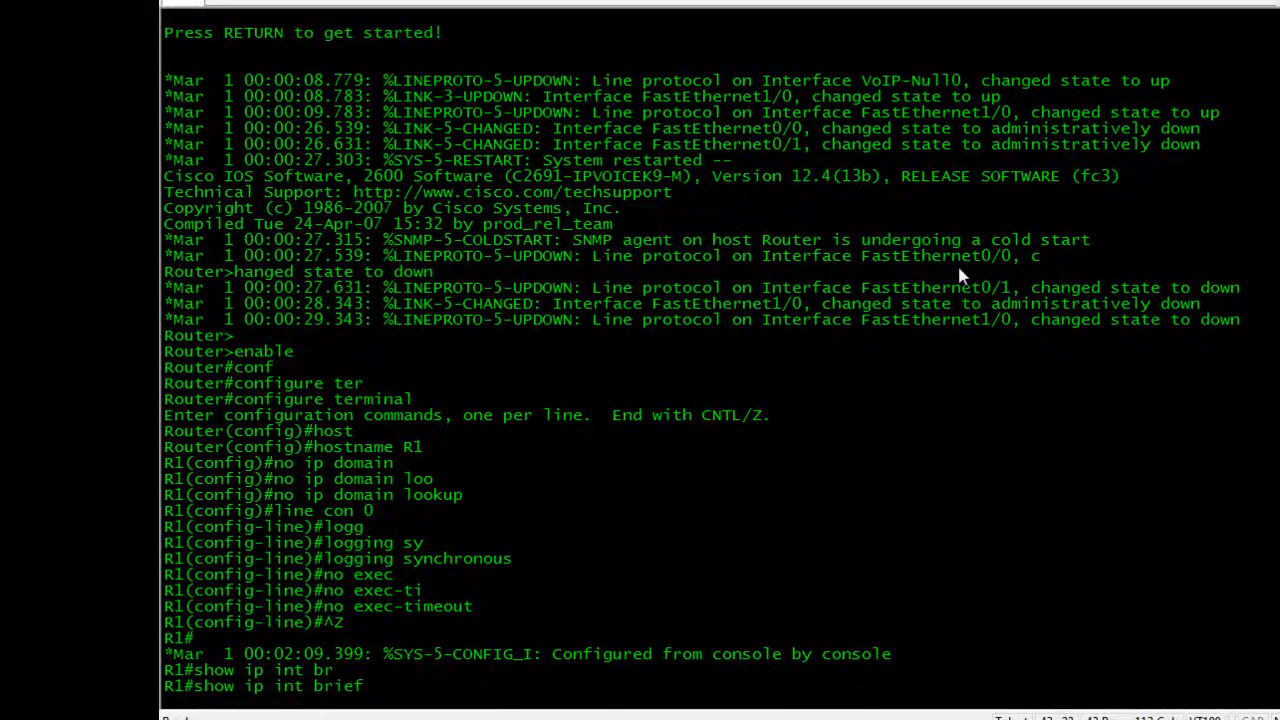 Press RETURN to get started!
*Mar  1 00:00:08.779: %LINEPROTO-5-UPDOWN: Line protocol on Interface VoIP-Null0, changed state to up
*Mar  1 00:00:08.783: %LINK-3-UPDOWN: Interface FastEthernet1/0, changed state to up
*Mar  1 00:00:09.783: %LINEPROTO-5-UPDOWN: Line protocol on Interface FastEthernet1/0, changed state to up
*Mar  1 00:00:26.539: %LINK-5-CHANGED: Interface FastEthernet0/0, changed state to administratively down
*Mar  1 00:00:26.631: %LINK-5-CHANGED: Interface FastEthernet0/1, changed state to administratively down
*Mar  1 00:00:27.303: %SYS-5-RESTART: System restarted --
Cisco IOS Software, 2600 Software (C2691-IPVOICEK9-M), Version 12.4(13b), RELEASE SOFTWARE (fc3)
Technical Support: http://www.cisco.com/techsupport
Copyright (c) 1986-2007 by Cisco Systems, Inc.
Compiled Tue 24-Apr-07 15:32 by prod_rel_team
*Mar  1 00:00:27.315: %SNMP-5-COLDSTART: SNMP agent on host Router is undergoing a cold start
*Mar  1 00:00:27.539: %LINEPROTO-5-UPDOWN: Line protocol on Interface FastEthernet0/0, c
Router>hanged state to down
*Mar  1 00:00:27.631: %LINEPROTO-5-UPDOWN: Line protocol on Interface FastEthernet0/1, changed state to down
*Mar  1 00:00:28.343: %LINK-5-CHANGED: Interface FastEthernet1/0, changed state to administratively down
*Mar  1 00:00:29.343: %LINEPROTO-5-UPDOWN: Line protocol on Interface FastEthernet1/0, changed state to down
Router>
Router>enable
Router#conf
Router#configure ter
Router#configure terminal
Enter configuration commands, one per line.  End with CNTL/Z.
Router(config)#host
Router(config)#hostname R1
R1(config)#no ip domain
R1(config)#no ip domain loo
R1(config)#no ip domain lookup
R1(config)#line con 0
R1(config-line)#logg
R1(config-line)#logging sy
R1(config-line)#logging synchronous
R1(config-line)#no exec
R1(config-line)#no exec-ti
R1(config-line)#no exec-timeout
R1(config-line)#^Z
R1#
*Mar  1 00:02:09.399: %SYS-5-CONFIG_I: Configured from console by console
R1#show ip int br
R1#show ip int brief